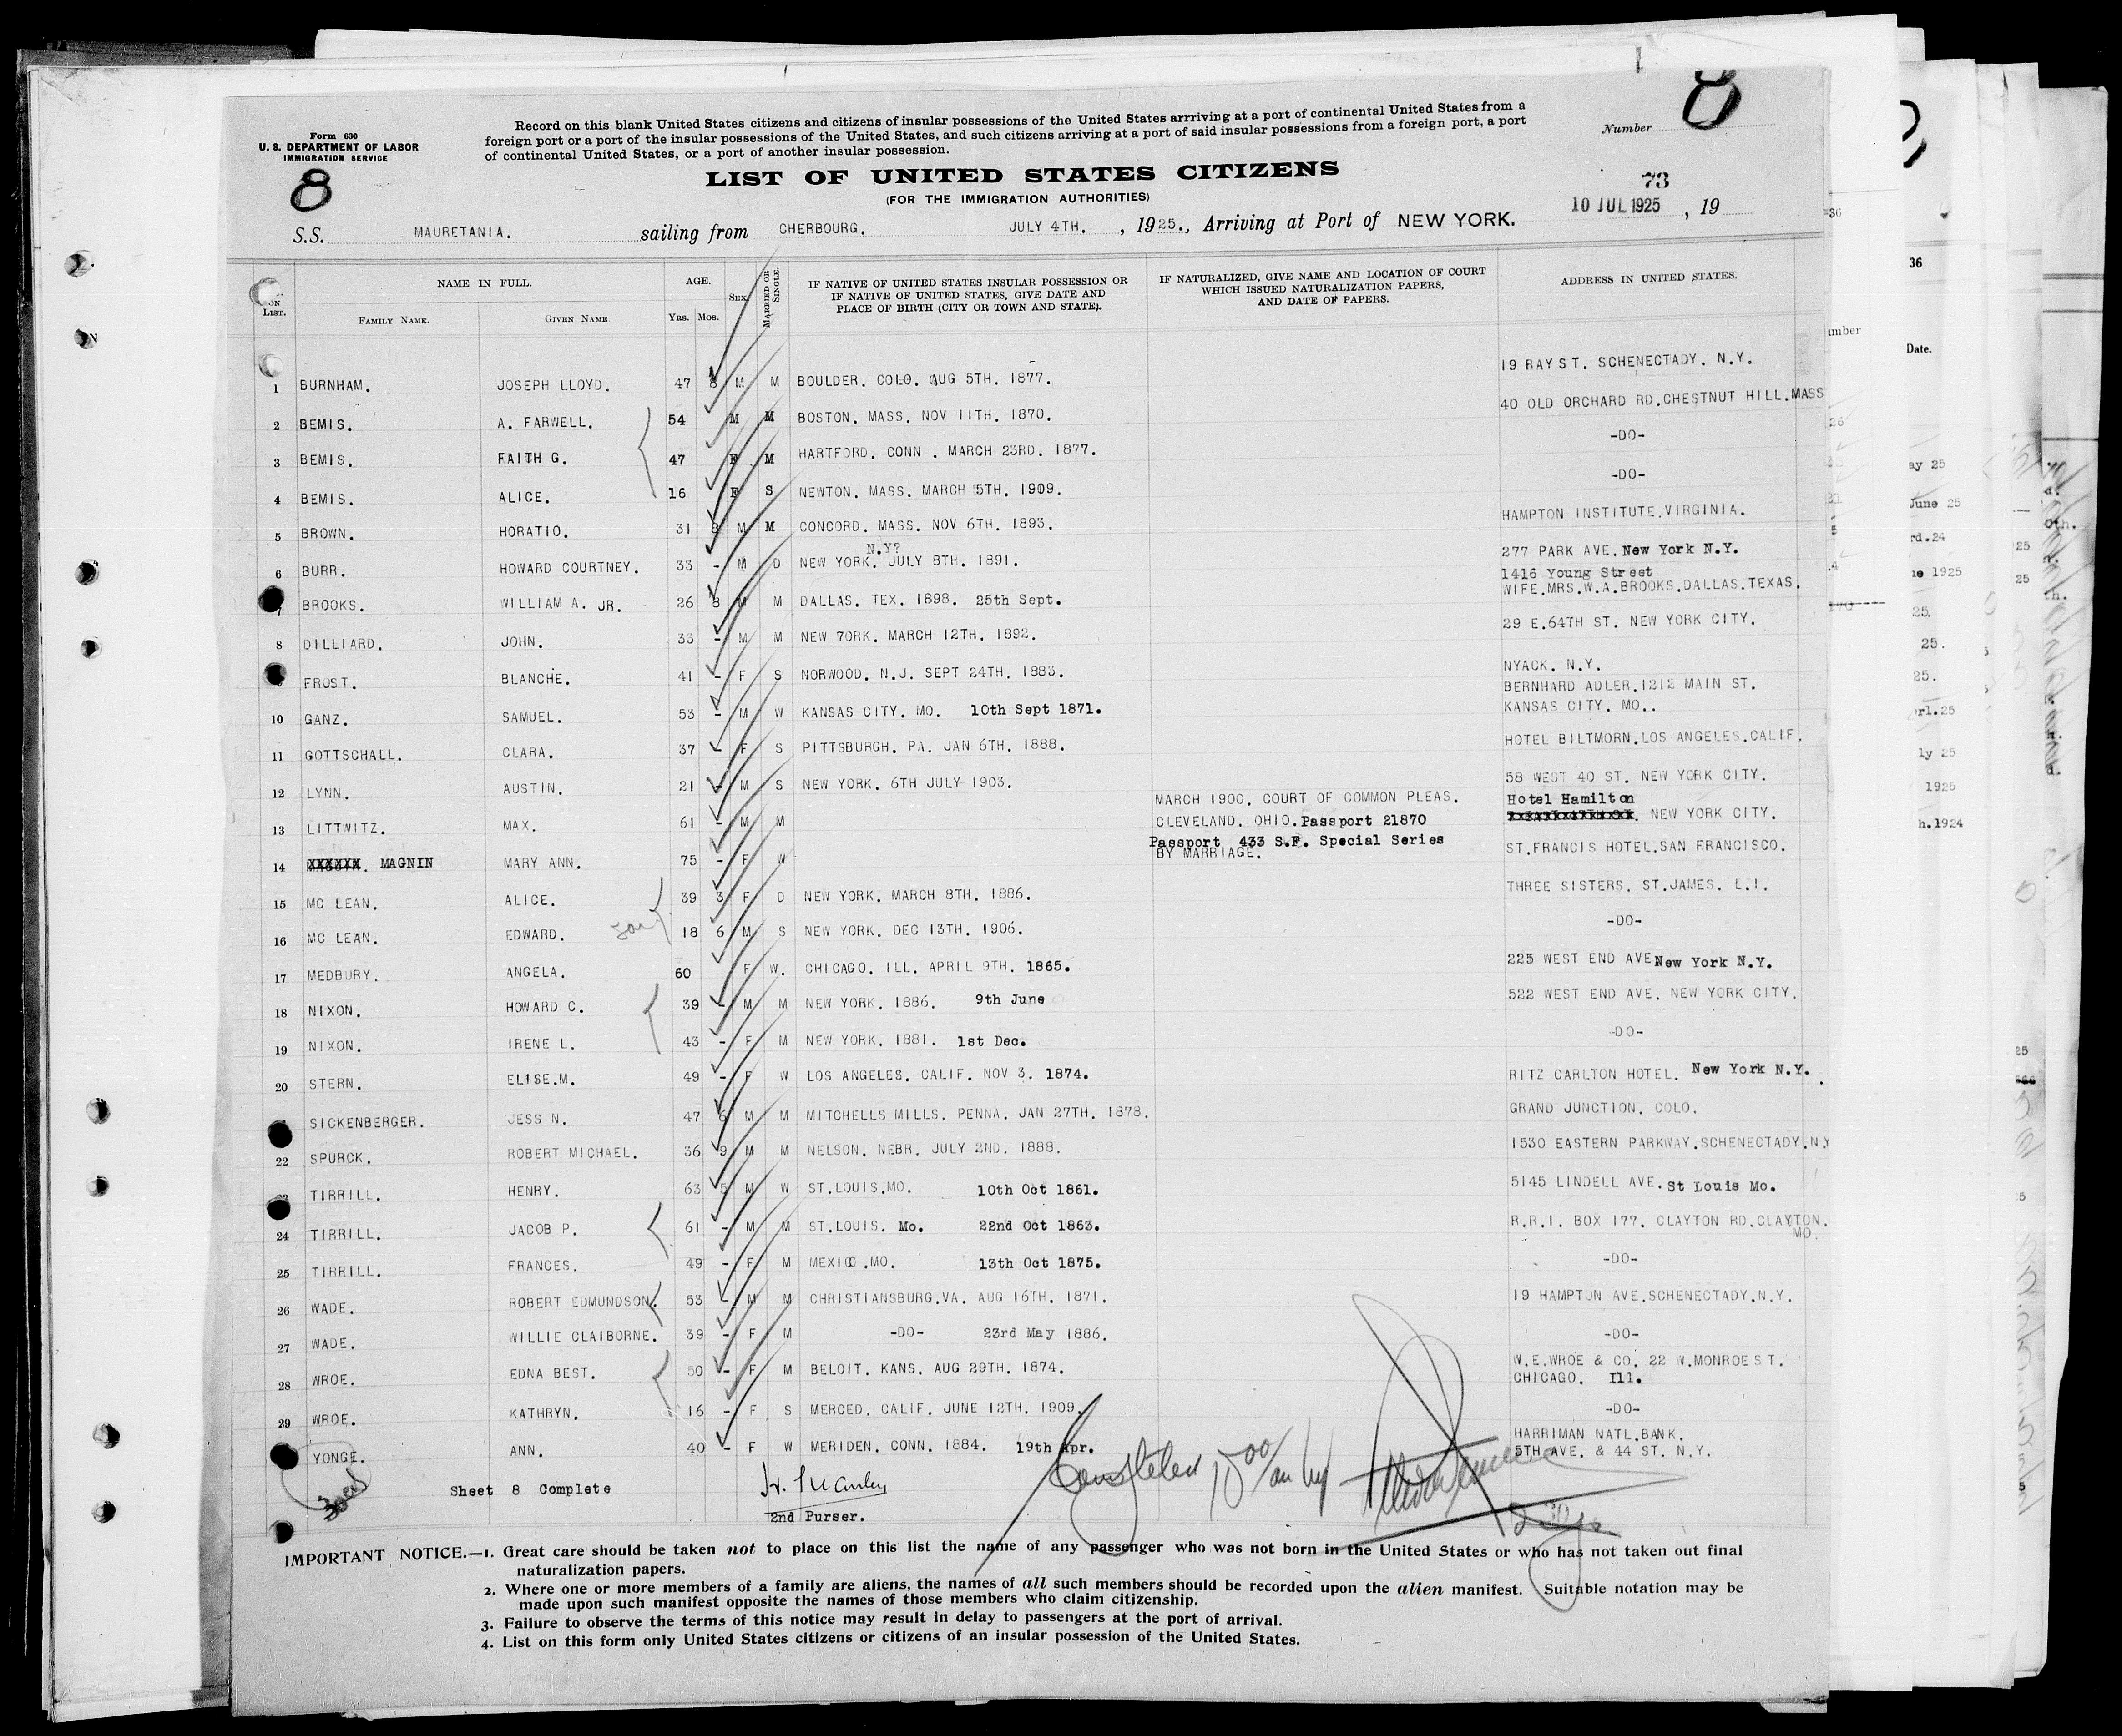 Form 630
U. S. DEPARTMENT OF LABOR
IMMIGRATION SERVICE
8
Record on this blank United States citizens and citizens of insular possessions of the United States arrriving at a port of continental United States from a
foreign port or a port of the insular possessions of the United States, and such citizens arriving at a port of said insular possessions from a foreign port, a port
of continental United States, or a port of another insular possession.
Number 8
LIST OF UNITED STATES CITIZENS
(FOR THE IMMIGRATION AUTHORITIES)
73
10 JUL 1925 , 19
S.S. MAURETANIA. sailing from CHERBOURG. JULY 4TH. , 1925., Arriving at Port of NEW YORK.
ON LIST. NAME IN FULL. FAMILY NAME. GIVEN NAME AGE. YRS. MOS. SEX. MARRIED OR SINGLE. IF NATIVE OF UNITED STATES INSULAR POSSESSION OR IF NATIVE OF UNITED STATES, GIVE DATE AND PLACE OF BIRTH (CITY OR TOWN AND STATE). IF NATURALIZED, GIVE NAME AND LOCATION OF COURT WHICH ISSUED NATURALIZATION PAPERS, AND DATE OF PAPERS. ADDRESS IN UNITED STATES.
1 BURNHAM. JOSEPH LLOYD. 47 8 M M BOULDER. COLO. AUG 5TH. 1877. 19 RAY ST. SCHENECTADY. N.Y.
2 BEMIS. A. FARWELL. 54 M M BOSTON. MASS. NOV 11TH. 1870. 40 OLD ORCHARD RD.CHESTNUT HILL.MASS
3 BEMIS. FAITH G. 47 F M HARTFORD. CONN . MARCH 23RD. 1877. -DO-
4 BEMIS. ALICE. 16 F S NEWTON. MASS. MARCH 5TH. 1909. -DO-
5 BROWN. HORATIO. 31 8 M M CONCORD. MASS. NOV 6TH. 1893. HAMPTON INSTITUTE.VIRGINIA.
N.Y?
6 BURR. HOWARD COURTNEY. 33 - M D NEW YORK. JULY 8TH. 1891. 277 PARK AVE. New York N.Y.
1416 Young Street
BROOKS. WILLIAM A. JR. 26 8 M M DALLAS. TEX. 1898. 25th Sept. WIFE.MRS.W.A.BROOKS.DALLAS.TEXAS.
8 DILLIARD. JOHN. 33 - M M NEW 7ORK. MARCH 12TH. 1892. 29 E.64TH ST. NEW YORK CITY.
FROST. BLANCHE. 41 - F S NORWOOD. N.J. SEPT 24TH. 1883. NYACK. N.Y.
BERNHARD ADLER.1212 MAIN ST.
10 GANZ. SAMUEL. 53 - M W KANSAS CITY. MO. 10th Sept 1871. KANSAS CITY. MO..
11 GOTTSCHALL. CLARA. 37 - F S PITTSBURGH. PA. JAN 6TH. 1888. HOTEL BILTMORN.LOS ANGELES.CALIF.
12 LYNN. AUSTIN. 21 - M S NEW YORK. 6TH JULY 1903. 58 WEST 40 ST. NEW YORK CITY.
MARCH 1900. COURT OF COMMON PLEAS. Hotel Hamilton
13 LITTWITZ. MAX. 61 - M M CLEVELAND. OHIO.Passport 21870 NEW YORK CITY.
Passport 433 S.F. Special Series
14 XXXXXX. MAGNIN MARY ANN. 75 - F W BY MARRIAGE. ST.FRANCIS HOTEL.SAN FRANCISCO.
15 MC LEAN. ALICE. 39 3 F D NEW YORK. MARCH 8TH. 1886. THREE SISTERS. ST.JAMES. L.I.
16 MC LEAN. EDWARD. 18 6 M S NEW YORK. DEC 13TH. 1906. -DO-
17 MEDBURY. ANGELA. 60 F W. CHICAGO. ILL. APRIL 9TH. 1865. 225 WEST END AVE New York N.Y.
18 NIXON. HOWARD C. 39 - M M NEW YORK. 1886. 9th June 522 WEST END AVE. NEW YORK CITY.
19 NIXON. IRENE L. 43 - F M NEW YORK. 1881. 1st Dec. -DO-
20 STERN. ELISE.M. 49 - F W LOS ANGELES. CALIF. NOV 3. 1874. RITZ CARLTON HOTEL. New York N.Y.
SICKENBERGER. JESS N. 47 6 M M MITCHELLS MILLS. PENNA. JAN 27TH. 1878. GRAND JUNCTION. COLO.
22 SPURCK. ROBERT MICHAEL. 36 9 M M NELSON. NEBR. JULY 2ND. 1888. 1530 EASTERN PARKWAY.SCHENECTADY.N.Y
TIRRILL. HENRY. 63 5 M W ST.LOUIS.MO. 10th Oct 1861. 5145 LINDELL AVE. St Louis Mo.
24 TIRRILL. JACOB P. 61 - M M ST.LOUIS. Mo. 22nd Oct 1863. R.R.I. BOX 177. CLAYTON RD.CLAYTON.
MO.
25 TIRRILL. FRANCES. 49 - F M MEXICO.MO. 13th Oct 1875. -DO-
26 WADE. ROBERT EDMUNDSON. 53 - M M CHRISTIANSBURG.VA. AUG 16TH. 1871. 19 HAMPTON AVE.SCHENECTADY.N.Y.
27 WADE. WILLIE CLAIBORNE. 39 - F M -DO- 23rd May 1886. -DO-
28 WROE. EDNA BEST. 50 - F M BELOIT. KANS. AUG 29TH. 1874. W.E.WROE & CO. 22 W.MONROE ST.
CHICAGO. Ill.
29 WROE. KATHRYN. 16 - F S MERCED. CALIF. JUNE 12TH. 1909. -DO-
HARRIMAN NATL.BANK.
YONGE. ANN. 40 - F W MERIDEN. CONN. 1884. 19th Apr. 5TH AVE. & 44 ST. N.Y.
Sheet 8 Complete
2nd Purser.
Completed
IMPORTANT NOTICE.—1. Great care should be taken not to place on this list the name of any passenger who was not born in the United States or who has not taken out final
naturalization papers.
2. Where one or more members of a family are aliens, the names of all such members should be recorded upon the alien manifest. Suitable notation may be
made upon such manifest opposite the names of those members who claim citizenship.
3. Failure to observe the terms of this notice may result in delay to passengers at the port of arrival.
4. List on this form only United States citizens or citizens of an insular possession of the United States.
36
Date.
ay 25
June 25
rd.24
ne 1925
25.
25.
25.
rl.25
ly 25
1925
h.1924